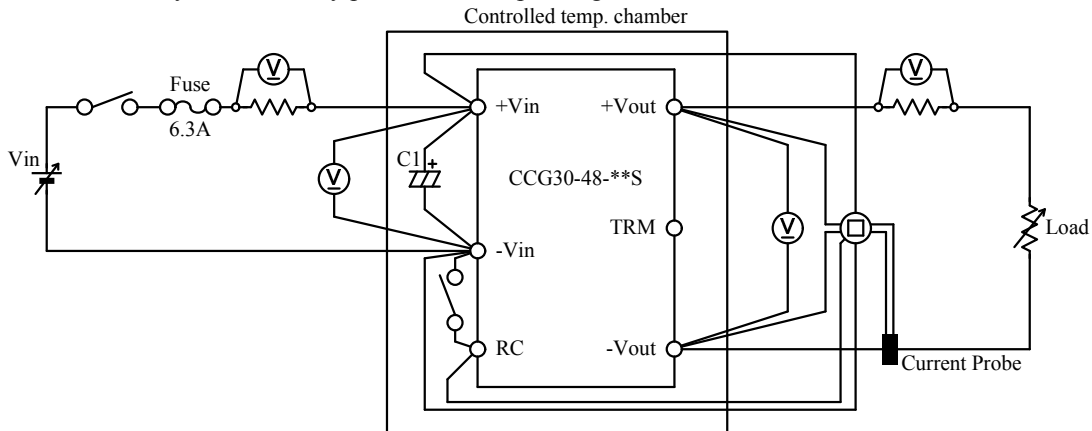 Controlled temp. chamber
Fuse
6.3A
V
V
+Vin
+Vout
Vin
C1
+
V
CCG30-48-**S
TRM
V
Load
-Vin
RC
-Vout
Current Probe